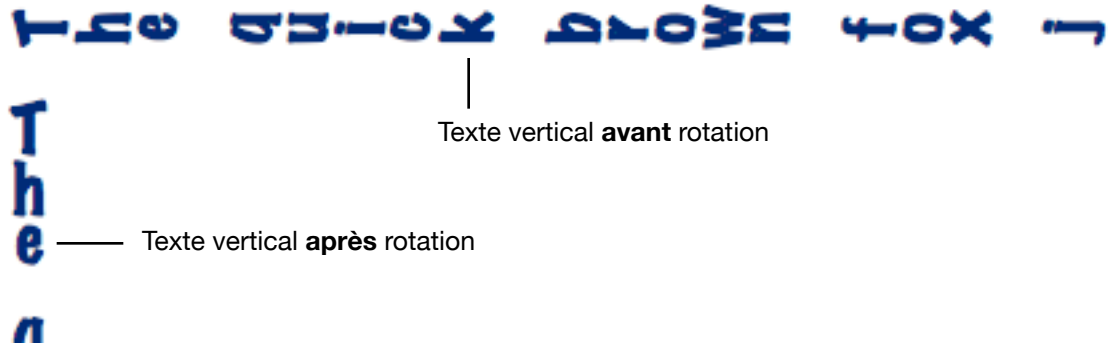 The quick brown fox j
Texte vertical avant rotation
T
h
e
Texte vertical après rotation
q